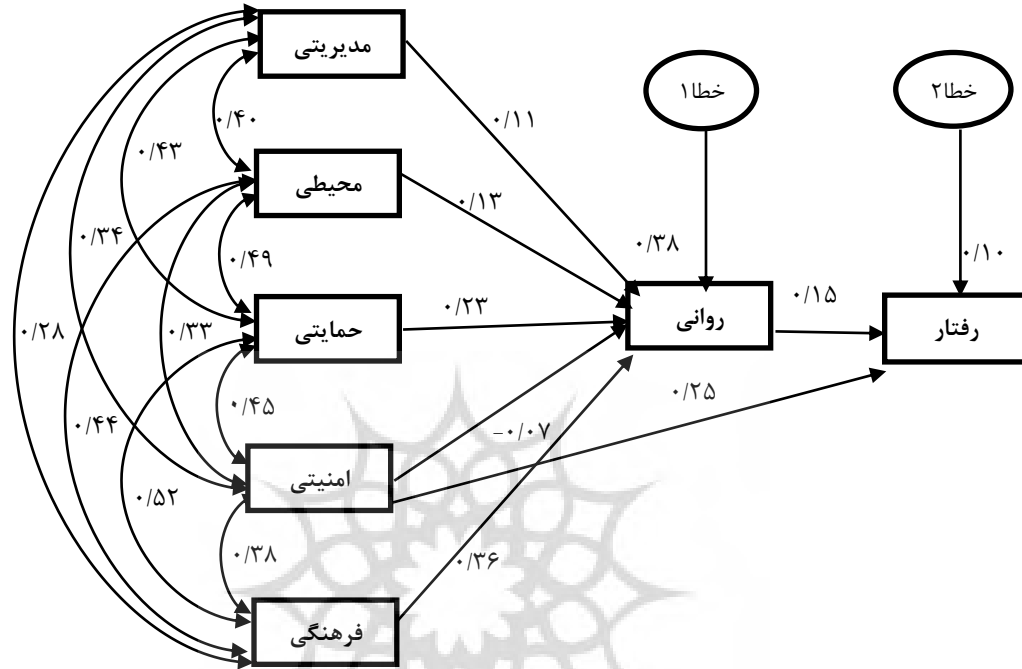 مدیریتی
خطا۱
خطا۲
۰/۱۱
۰/۴۰
۰/۴۳
محیطی
۰/۱۳
۰/۳۴
۰/۳۸
۰/۱۰
۰/۴۹
۰/۱۵
حمایتی
۰/۲۳
روانی
رفتار
۰/۲۸
۰/۳۳
۰/۲۵
۰/۴۵
-۰/۰۷
۰/۴۴
امنیتی
۰/۵۲
۰/۳۸
۰/۳۶
فرهنگی